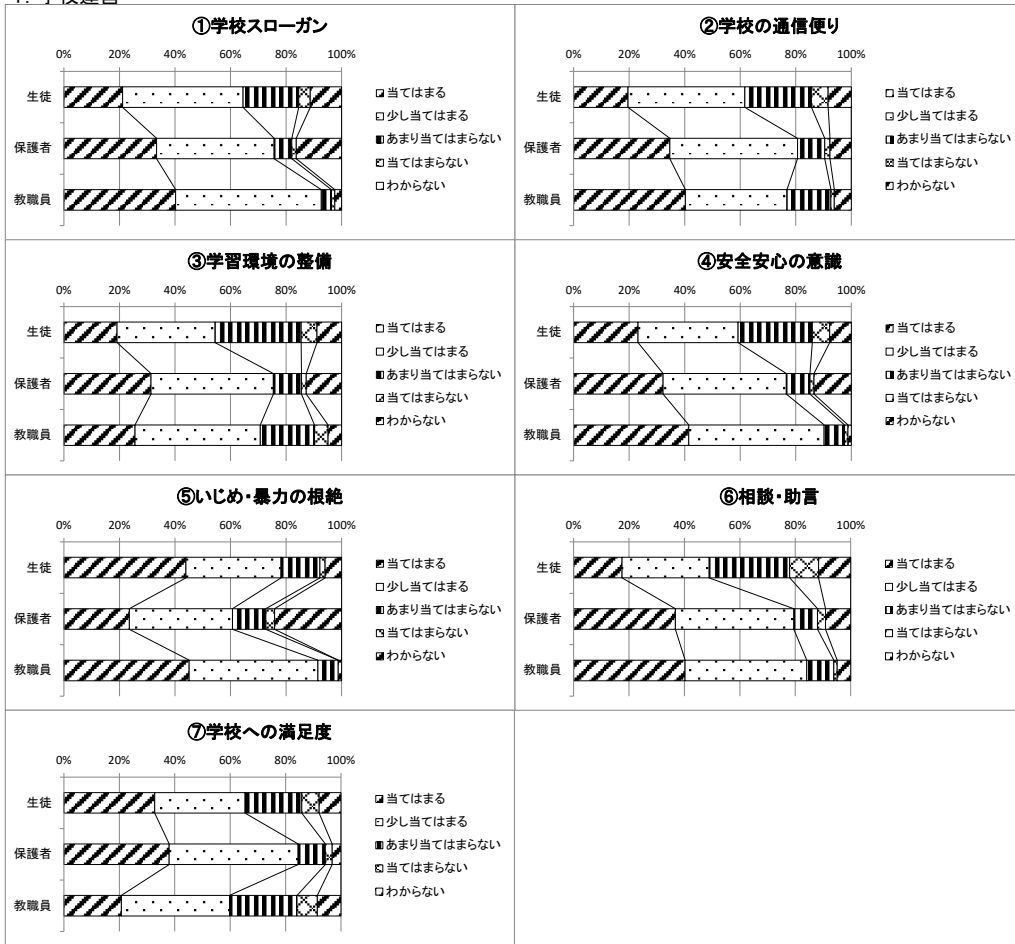 ①学校スローガン
0% 20% 40% 60% 80% 100%
生徒
保護者
教職員
当てはまる
少し当てはまる
あまり当てはまらない
当てはまらない
わからない
②学校の通信便り
0% 20% 40% 60% 80% 100%
生徒
保護者
教職員
当てはまる
少し当てはまる
あまり当てはまらない
当てはまらない
わからない
③学習環境の整備
0% 20% 40% 60% 80% 100%
生徒
保護者
教職員
当てはまる
少し当てはまる
あまり当てはまらない
当てはまらない
わからない
④安全安心の意識
0% 20% 40% 60% 80% 100%
生徒
保護者
教職員
当てはまる
少し当てはまる
あまり当てはまらない
当てはまらない
わからない
⑤いじめ・暴力の根絶
0% 20% 40% 60% 80% 100%
生徒
保護者
教職員
当てはまる
少し当てはまる
あまり当てはまらない
当てはまらない
わからない
⑥相談・助言
0% 20% 40% 60% 80% 100%
生徒
保護者
教職員
当てはまる
少し当てはまる
あまり当てはまらない
当てはまらない
わからない
⑦学校への満足度
0% 20% 40% 60% 80% 100%
生徒
保護者
教職員
当てはまる
少し当てはまる
あまり当てはまらない
当てはまらない
わからない